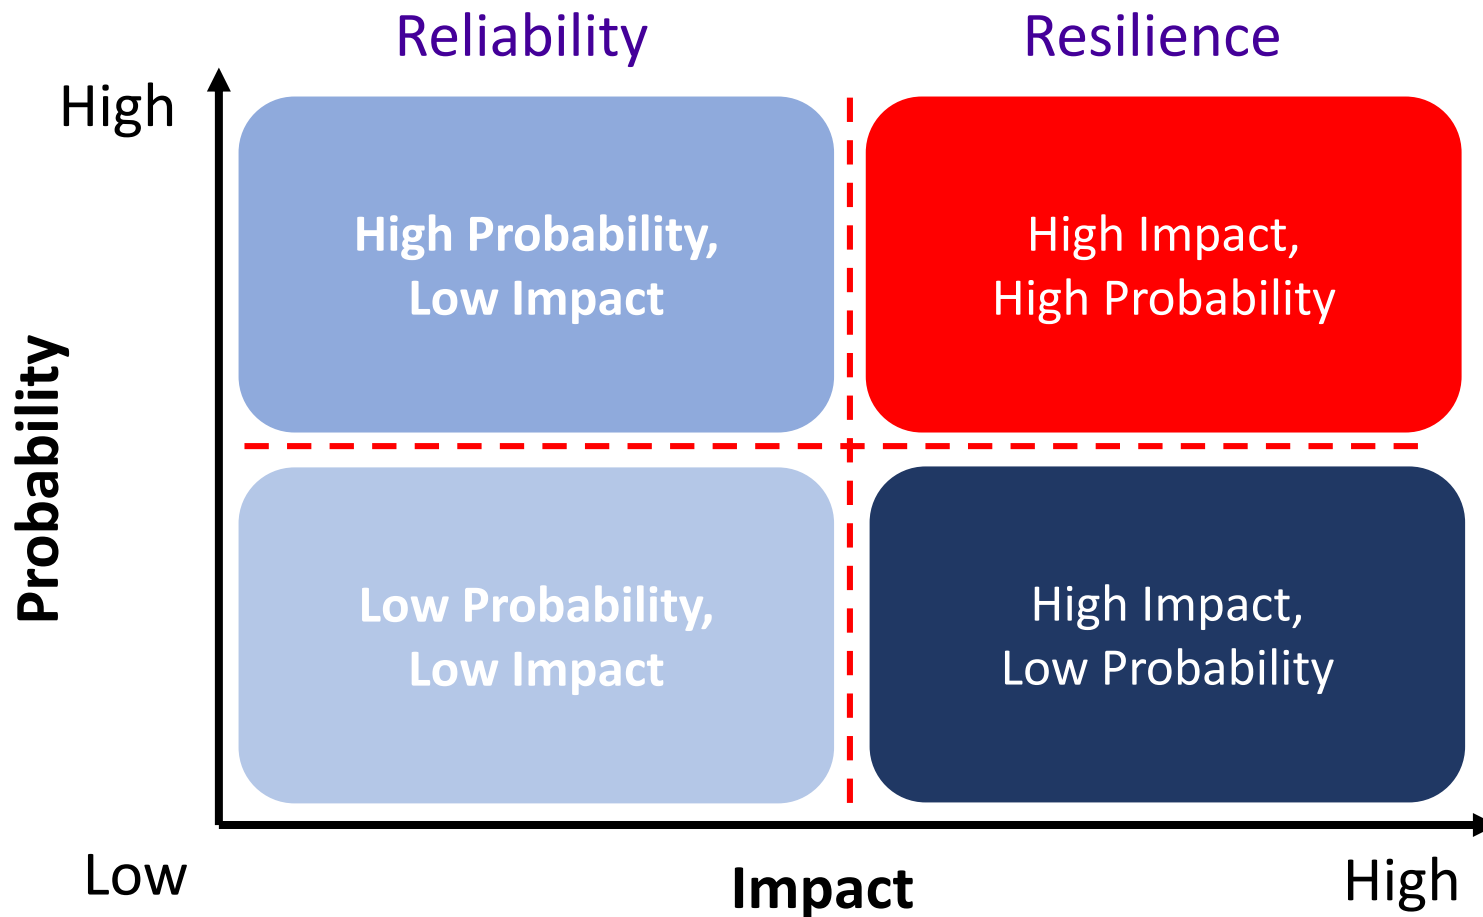 Reliability
Resilience
High
High Probability,
Low Impact
High Impact,
High Probability
Probability
Low Probability,
Low Impact
High Impact,
Low Probability
Low
Impact
High